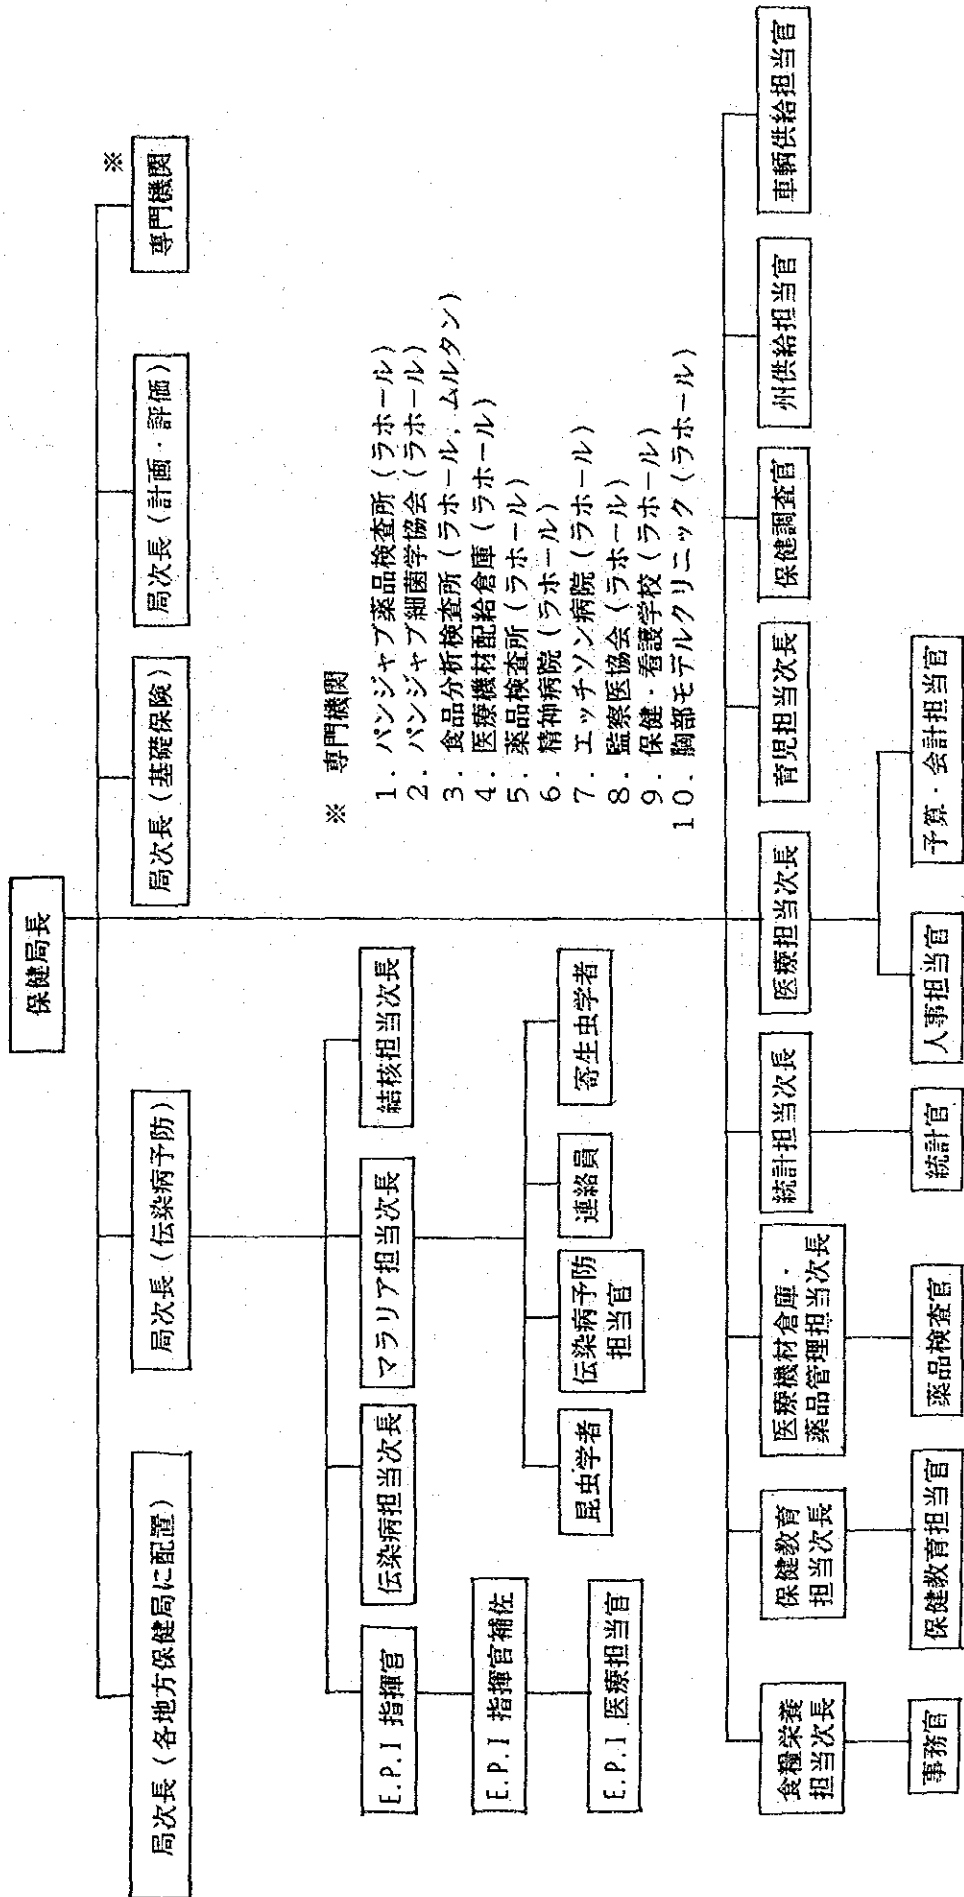 保健局長
局次長（各地方保健局に配置）
局次長（伝染病予防）
局次長（基礎保険）
局次長（計画・評価）
※
専門機関
E.P.I 指揮官
伝染病担当次長
マラリア担当次長
結核担当次長
E.P.I 指揮官補佐
E.P.I 医療担当官
昆虫学者
伝染病予防
担当官
連絡員
寄生虫学者
※　専門機関
1．パンジャブ薬品検査所（ラホール）
2．パンジャブ細菌学協会（ラホール）
3．食品分析検査所（ラホール，ムルタン）
4．医療機材配給倉庫（ラホール）
5．薬品検査所（ラホール）
6．精神病院（ラホール）
7．エッチソン病院（ラホール）
8．監察医協会（ラホール）
9．保健・看護学校（ラホール）
10．胸部モデルクリニック（ラホール）
食糧栄養
担当次長
保健教育
担当次長
医療機材倉庫・
薬品管理担当次長
統計担当次長
医療担当次長
育児担当次長
保健調査官
州供給担当官
車輌供給担当官
事務官
保健教育担当官
薬品検査官
統計官
人事担当官
予算・会計担当官